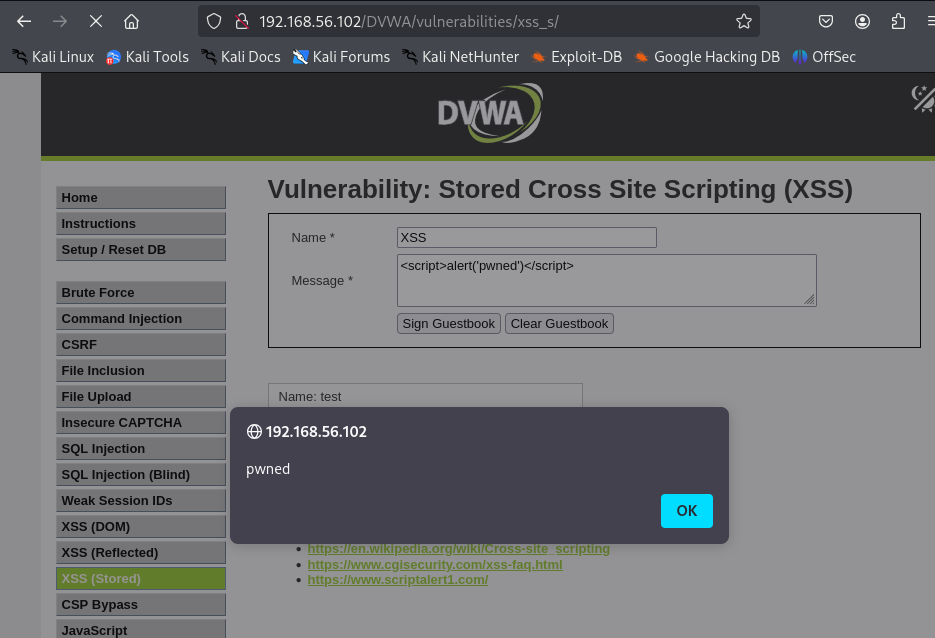 192.168.56.102/DVWA/vulnerabilities/xss_s/
Kali Linux Kali Tools Kali Docs Kali Forums Kali NetHunter Exploit-DB Google Hacking DB OffSec
DVWA
Home
Instructions
Setup / Reset DB
Brute Force
Command Injection
CSRF
File Inclusion
File Upload
Insecure CAPTCHA
SQL Injection
SQL Injection (Blind)
Weak Session IDs
XSS (DOM)
XSS (Reflected)
XSS (Stored)
CSP Bypass
JavaScript
Vulnerability: Stored Cross Site Scripting (XSS)
Name * XSS
Message * <script>alert('pwned')</script>
Sign Guestbook Clear Guestbook
Name: test
192.168.56.102
pwned
OK
https://en.wikipedia.org/wiki/Cross-site_scripting
https://www.cgisecurity.com/xss-faq.html
https://www.scriptalert1.com/